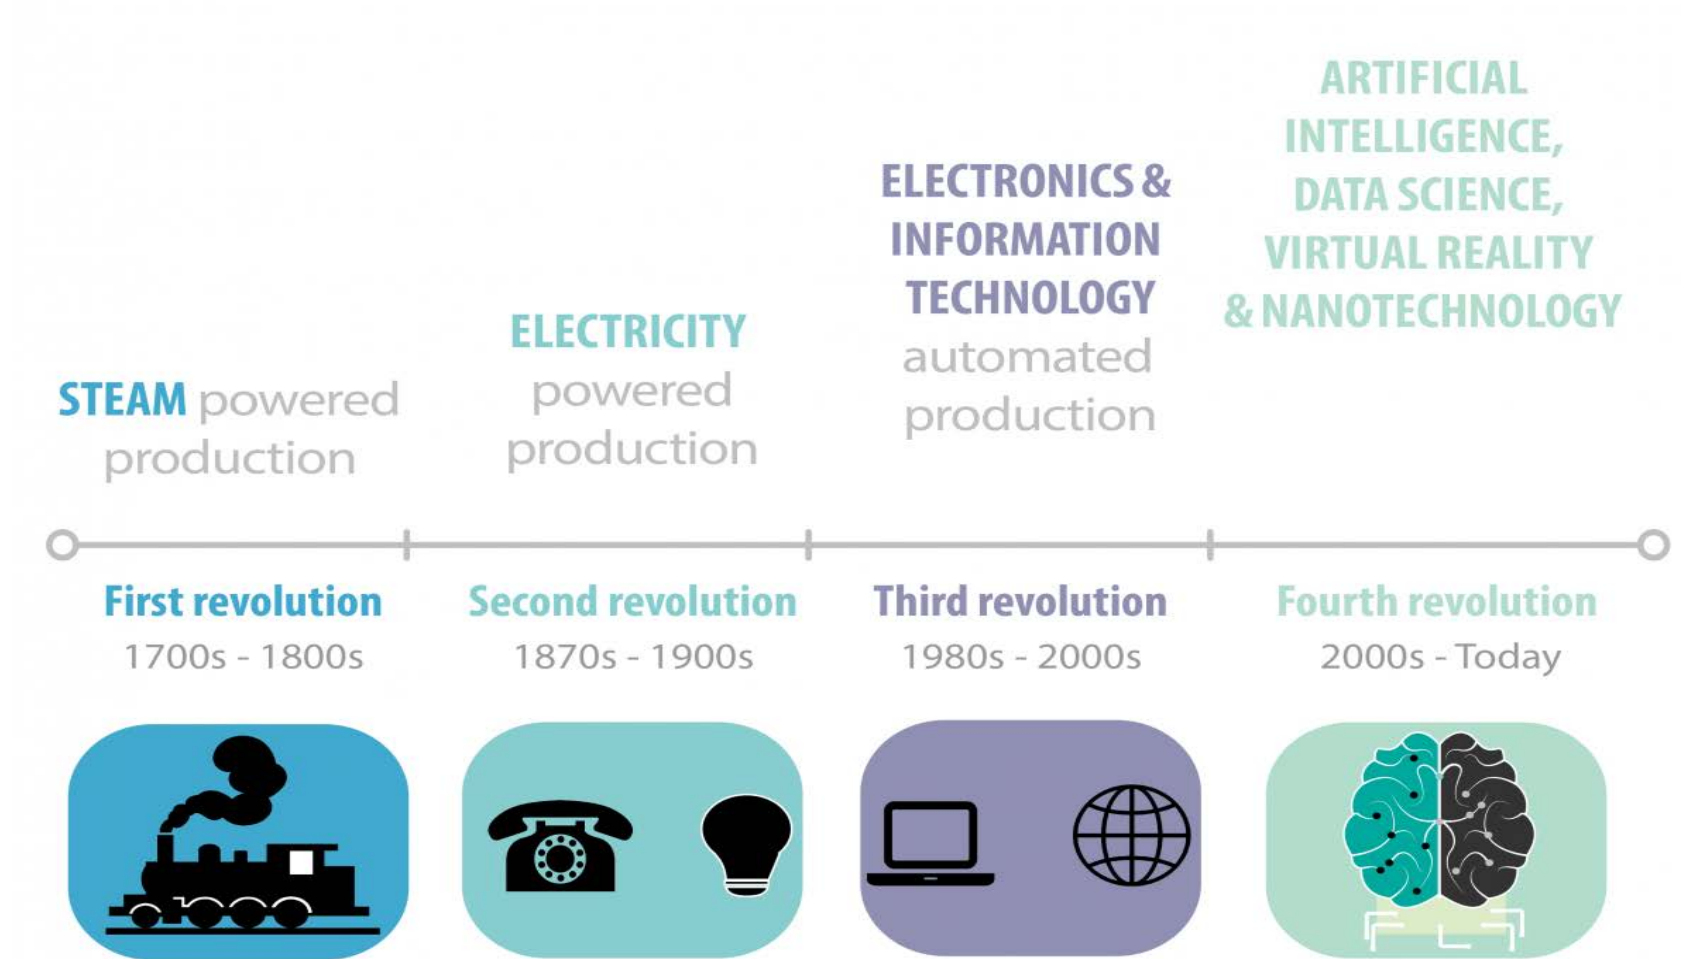 STEAM powered
production
ELECTRICITY
powered
production
ELECTRONICS &
INFORMATION
TECHNOLOGY
automated
production
ARTIFICIAL
INTELLIGENCE,
DATA SCIENCE,
VIRTUAL REALITY
& NANOTECHNOLOGY
First revolution
1700s - 1800s
Second revolution
1870s - 1900s
Third revolution
1980s - 2000s
Fourth revolution
2000s - Today